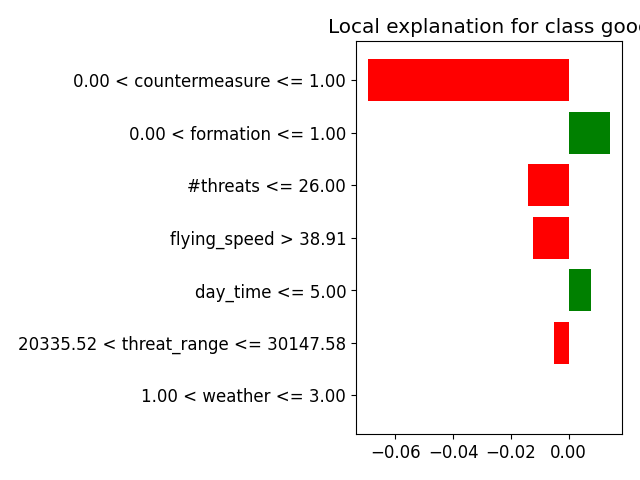 Local explanation for class good
0.00 < countermeasure <= 1.00
0.00 < formation <= 1.00
#threats <= 26.00
flying_speed > 38.91
day_time <= 5.00
20335.52 < threat_range <= 30147.58
1.00 < weather <= 3.00
−0.06 −0.04 −0.02 0.00